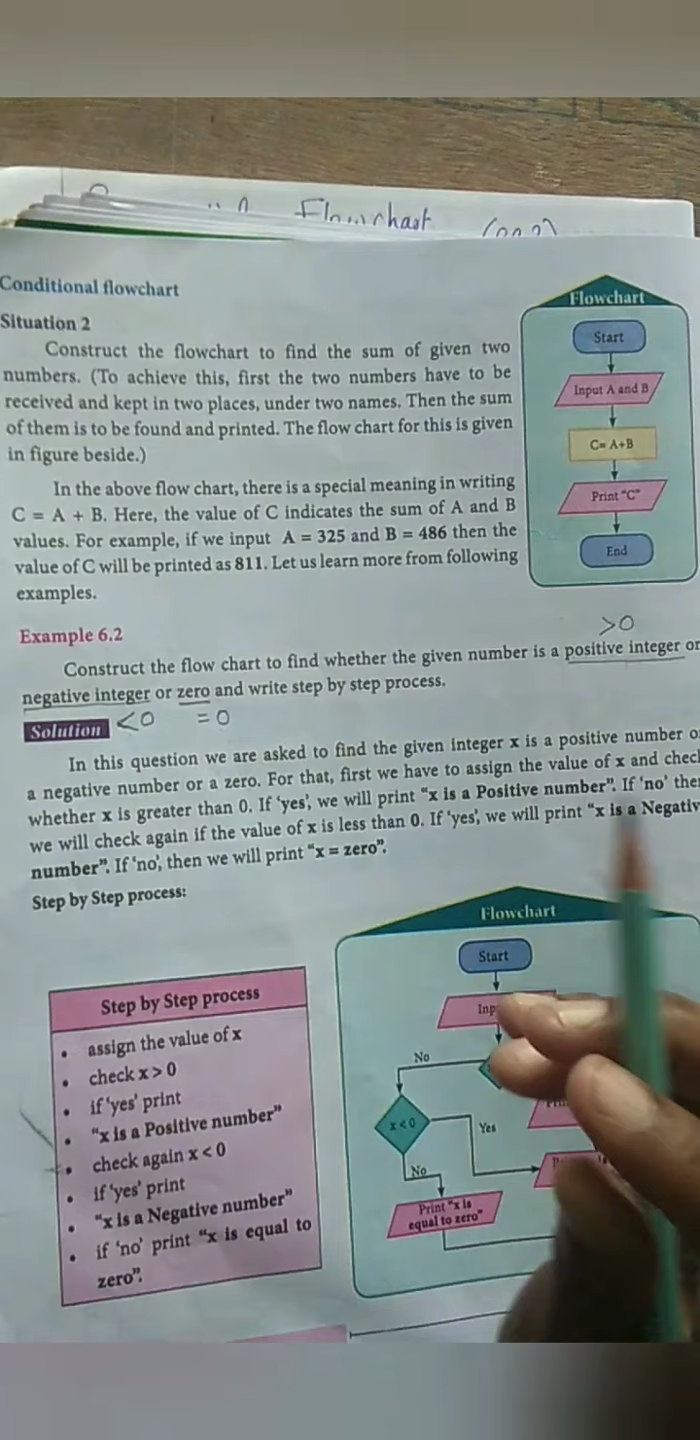 Flowchart
Conditional flowchart
Situation 2
Construct the flowchart to find the sum of given two
numbers. (To achieve this, first the two numbers have to be
received and kept in two places, under two names. Then the sum
of them is to be found and printed. The flow chart for this is given
in figure beside.)
In the above flow chart, there is a special meaning in writing
C = A + B. Here, the value of C indicates the sum of A and B
values. For example, if we input A = 325 and B = 486 then the
value of C will be printed as 811. Let us learn more from following
examples.
Flowchart
Start
Input A and B
C= A+B
Print "C"
End
Example 6.2
>0
Construct the flow chart to find whether the given number is a positive integer or
negative integer or zero and write step by step process.
<0 =0
Solution
In this question we are asked to find the given integer x is a positive number
a negative number or a zero. For that, first we have to assign the value of x and
whether x is greater than 0. If 'yes', we will print "x is a Positive number". If 'no'
we will check again if the value of x is less than 0. If 'yes', we will print "x is a
number". If 'no', then we will print "x = zero".
Step by Step process:
Step by Step process
• assign the value of x
• check x > 0
• if 'yes' print
• "x is a Positive number"
• check again x < 0
• if 'yes' print
• "x is a Negative number"
• if 'no' print "x is equal to
zero".
Flowchart
Start
No
x < 0
Yes
No
Print "x is
equal to zero"